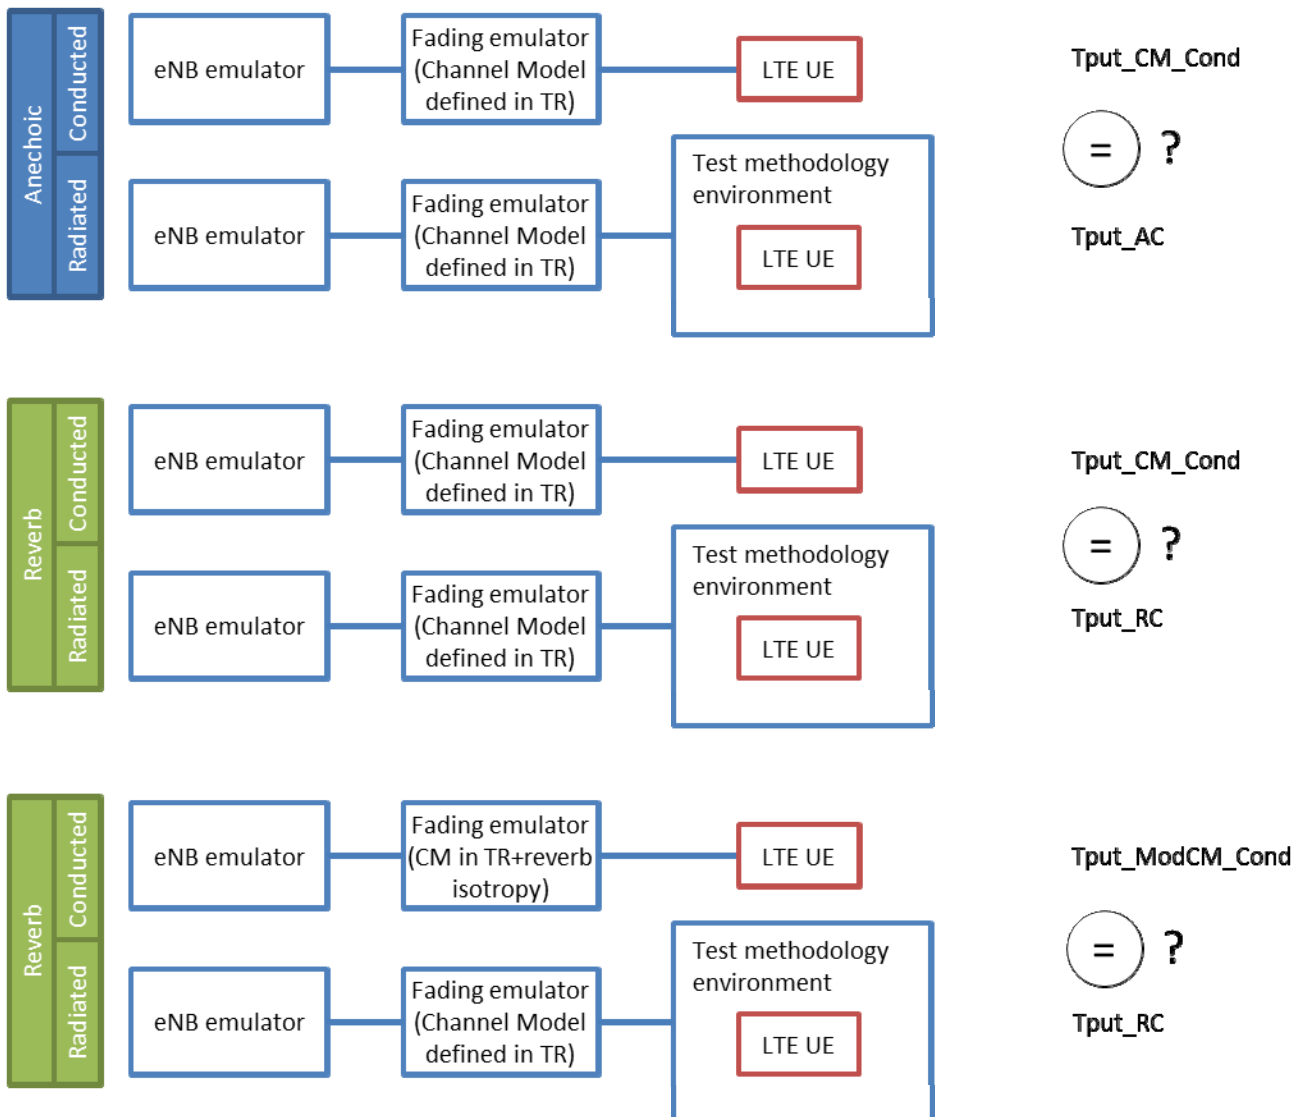 Anechoic
Conducted
Radiated
eNB emulator
Fading emulator
(Channel Model
defined in TR)
LTE UE
Tput_CM_Cond
= ?
eNB emulator
Fading emulator
(Channel Model
defined in TR)
Test methodology
environment
LTE UE
Tput_AC
Reverb
Conducted
Radiated
eNB emulator
Fading emulator
(Channel Model
defined in TR)
LTE UE
Tput_CM_Cond
= ?
eNB emulator
Fading emulator
(Channel Model
defined in TR)
Test methodology
environment
LTE UE
Tput_RC
Reverb
Conducted
Radiated
eNB emulator
Fading emulator
(CM in TR+reverb
isotropy)
LTE UE
Tput_ModCM_Cond
= ?
eNB emulator
Fading emulator
(Channel Model
defined in TR)
Test methodology
environment
LTE UE
Tput_RC